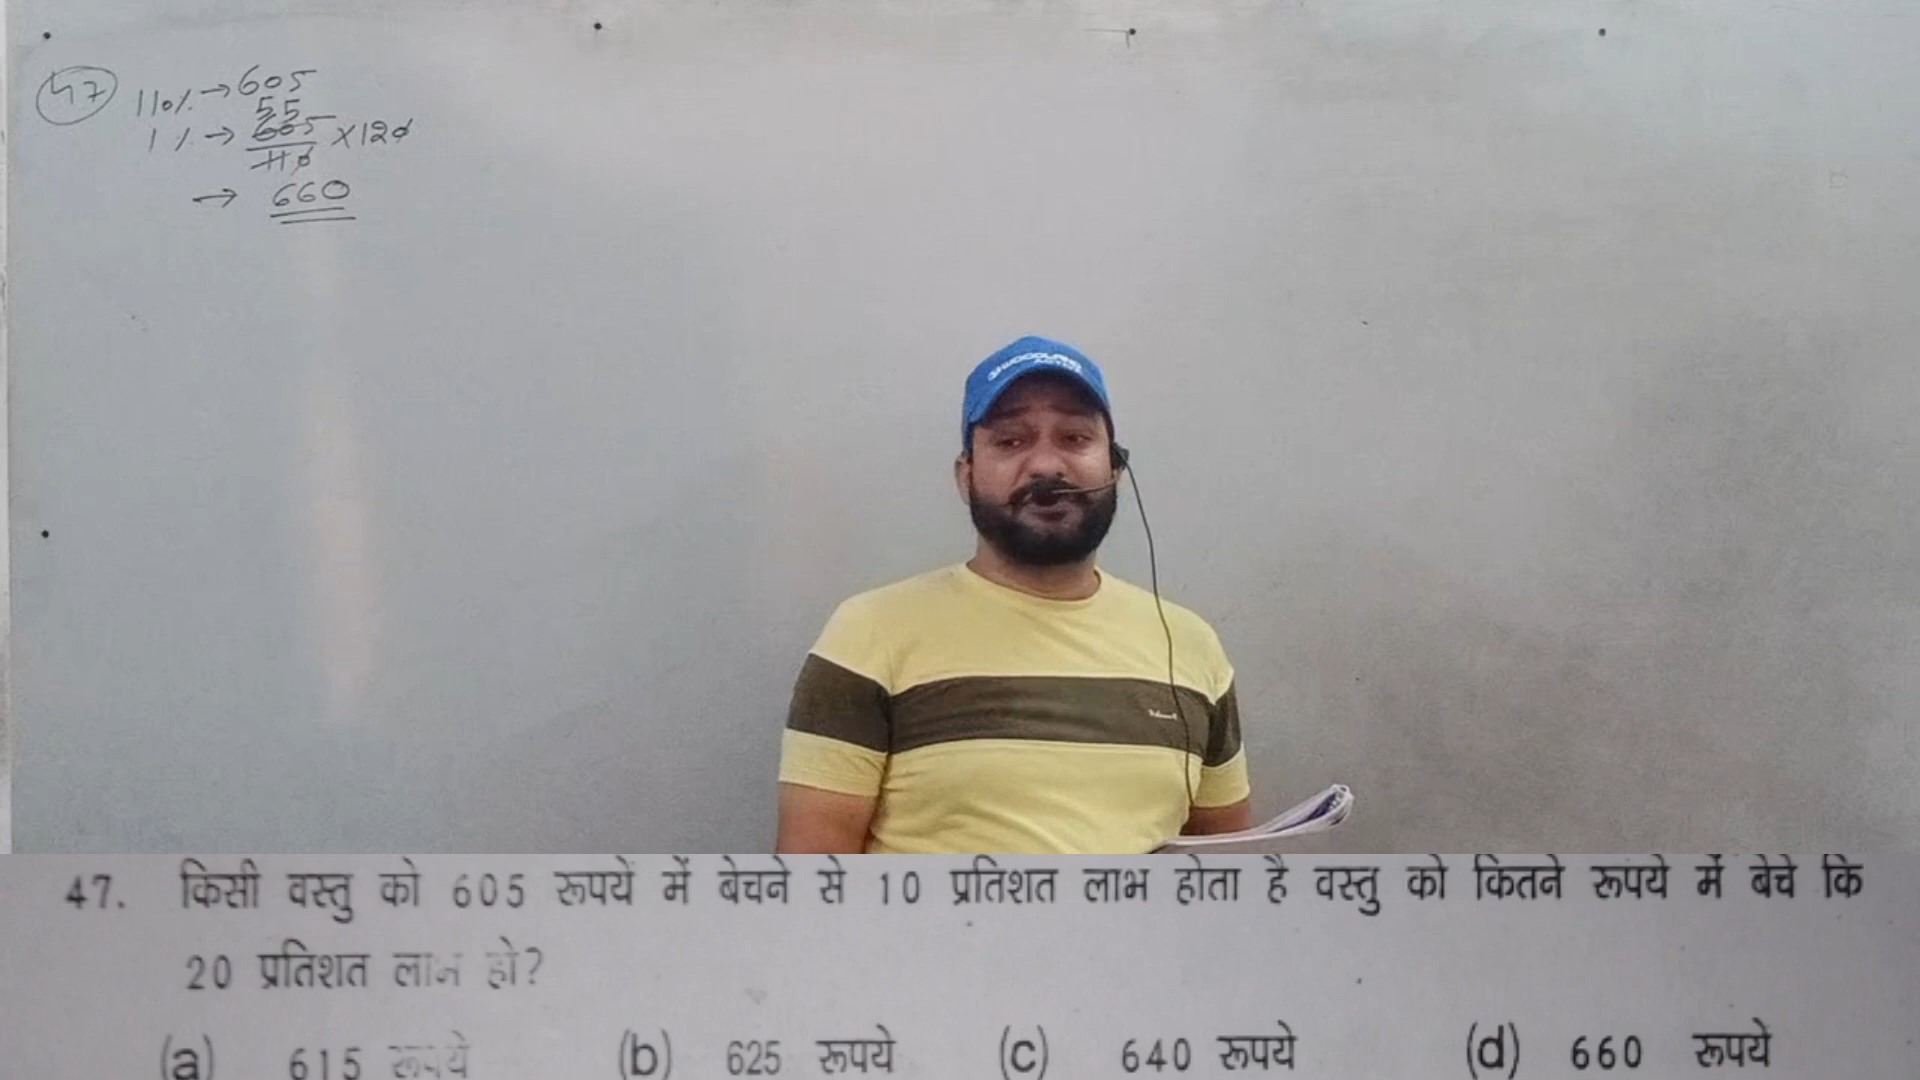 47 110% → 605
55
1% → 605/110 ×120
→ 660
WOODLAND
47. किसी वस्तु को 605 रूपयें में बेचने से 10 प्रतिशत लाभ होता है वस्तु को कितने रूपये में बेचे कि
20 प्रतिशत लाभ हो?
(a) 615 रूपये (b) 625 रूपये (c) 640 रूपये (d) 660 रूपये